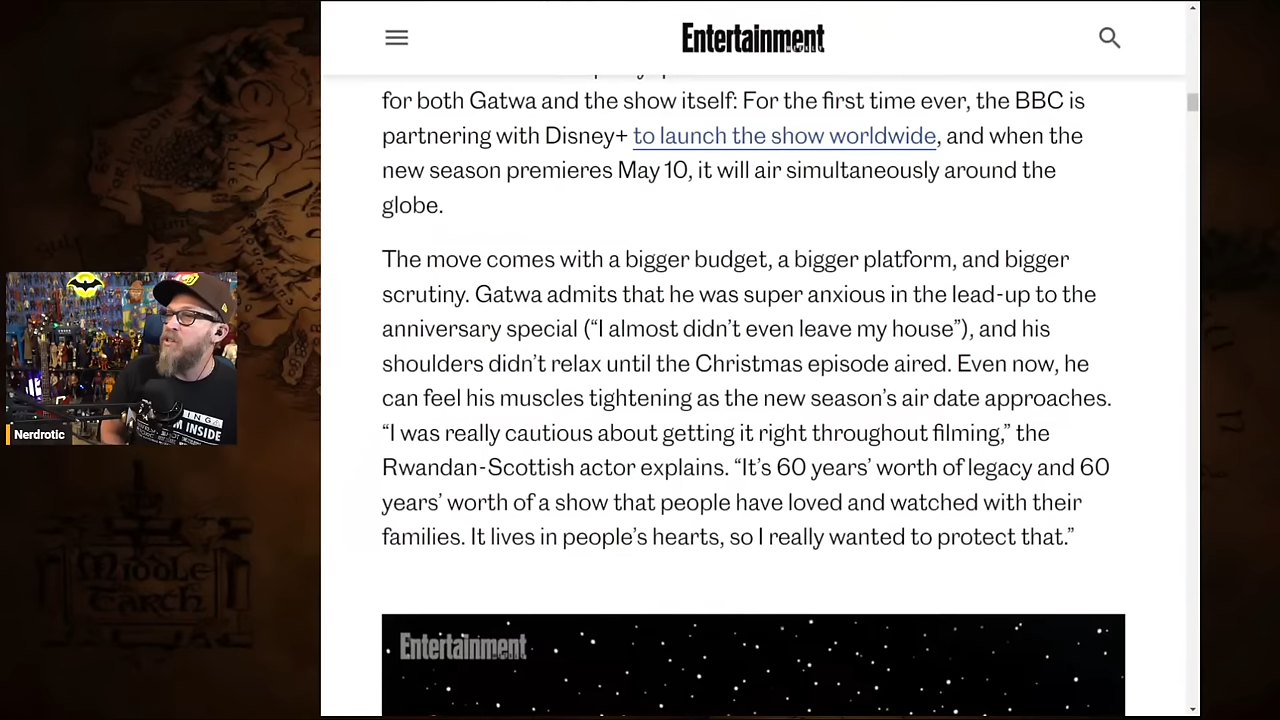 Entertainment
for both Gatwa and the show itself: For the first time ever, the BBC is
partnering with Disney+ to launch the show worldwide, and when the
new season premieres May 10, it will air simultaneously around the
globe.
The move comes with a bigger budget, a bigger platform, and bigger
scrutiny. Gatwa admits that he was super anxious in the lead-up to the
anniversary special (“I almost didn’t even leave my house”), and his
shoulders didn’t relax until the Christmas episode aired. Even now, he
can feel his muscles tightening as the new season’s air date approaches.
“I was really cautious about getting it right throughout filming,” the
Rwandan-Scottish actor explains. “It’s 60 years’ worth of legacy and 60
years’ worth of a show that people have loved and watched with their
families. It lives in people’s hearts, so I really wanted to protect that.”
Entertainment
Nerdrotic
INSIDE
MIDDLE
EARTH